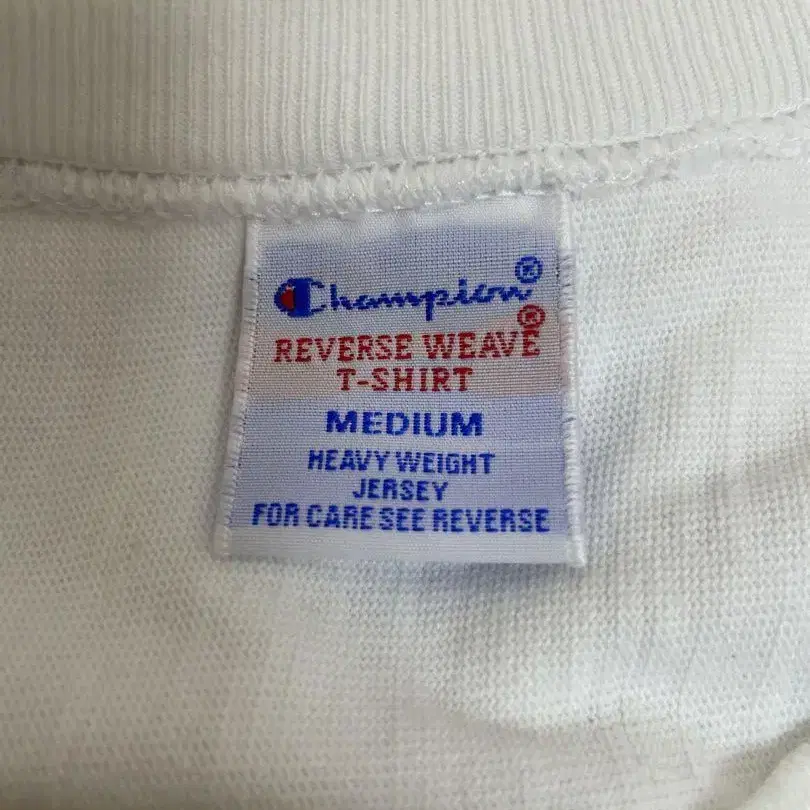 Champion®
REVERSE WEAVE®
T-SHIRT
MEDIUM
HEAVY WEIGHT
JERSEY
FOR CARE SEE REVERSE